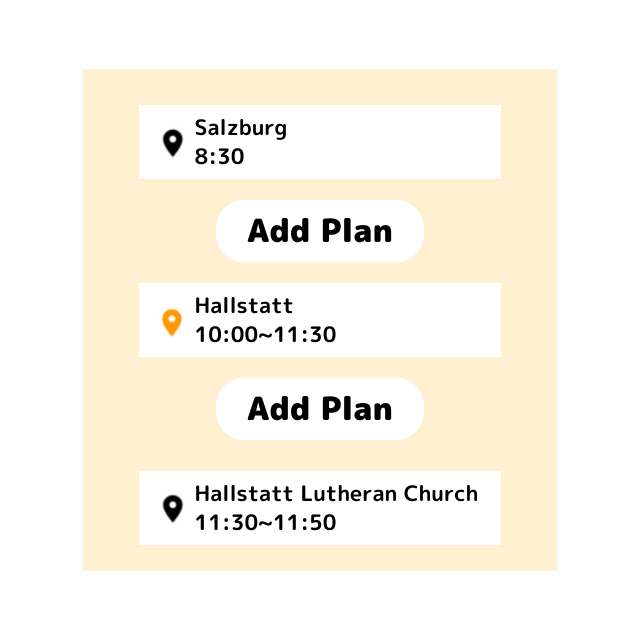 Salzburg
8:30
Add Plan
Hallstatt
10:00~11:30
Add Plan
Hallstatt Lutheran Church
11:30~11:50